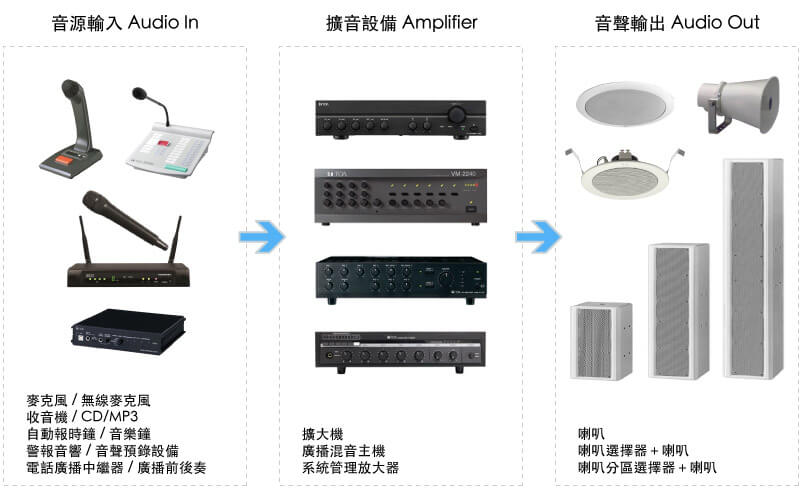 音源輸入 Audio In
擴音設備 Amplifier
音聲輸出 Audio Out
TOA
VM-2240
麥克風 / 無線麥克風
收音機 / CD/MP3
自動報時鐘 / 音樂鐘
警報音響 / 音聲預錄設備
電話廣播中繼器 / 廣播前後奏
擴大機
廣播混音主機
系統管理放大器
喇叭
喇叭選擇器 + 喇叭
喇叭分區選擇器 + 喇叭